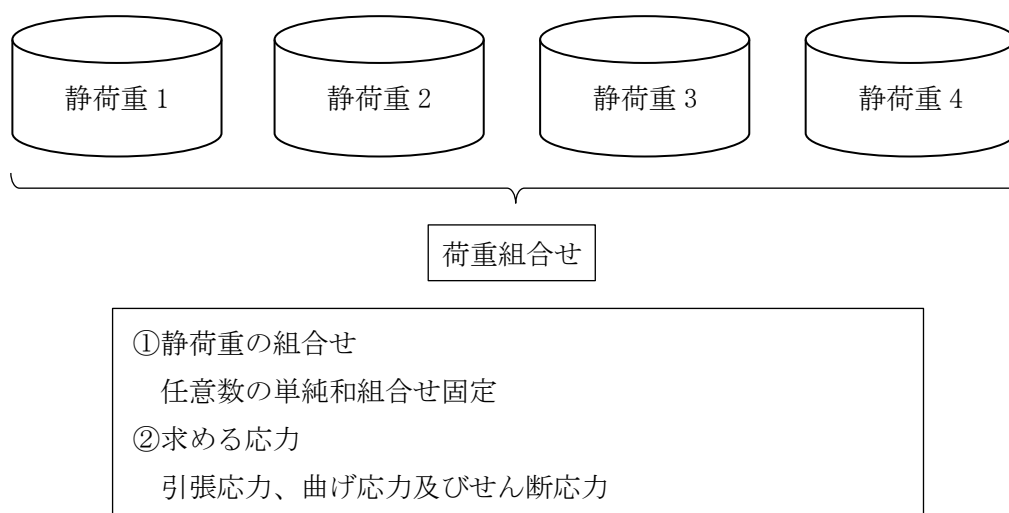 静荷重 1
静荷重 2
静荷重 3
静荷重 4
荷重組合せ
①静荷重の組合せ
任意数の単純和組合せ固定
②求める応力
引張応力、曲げ応力及びせん断応力